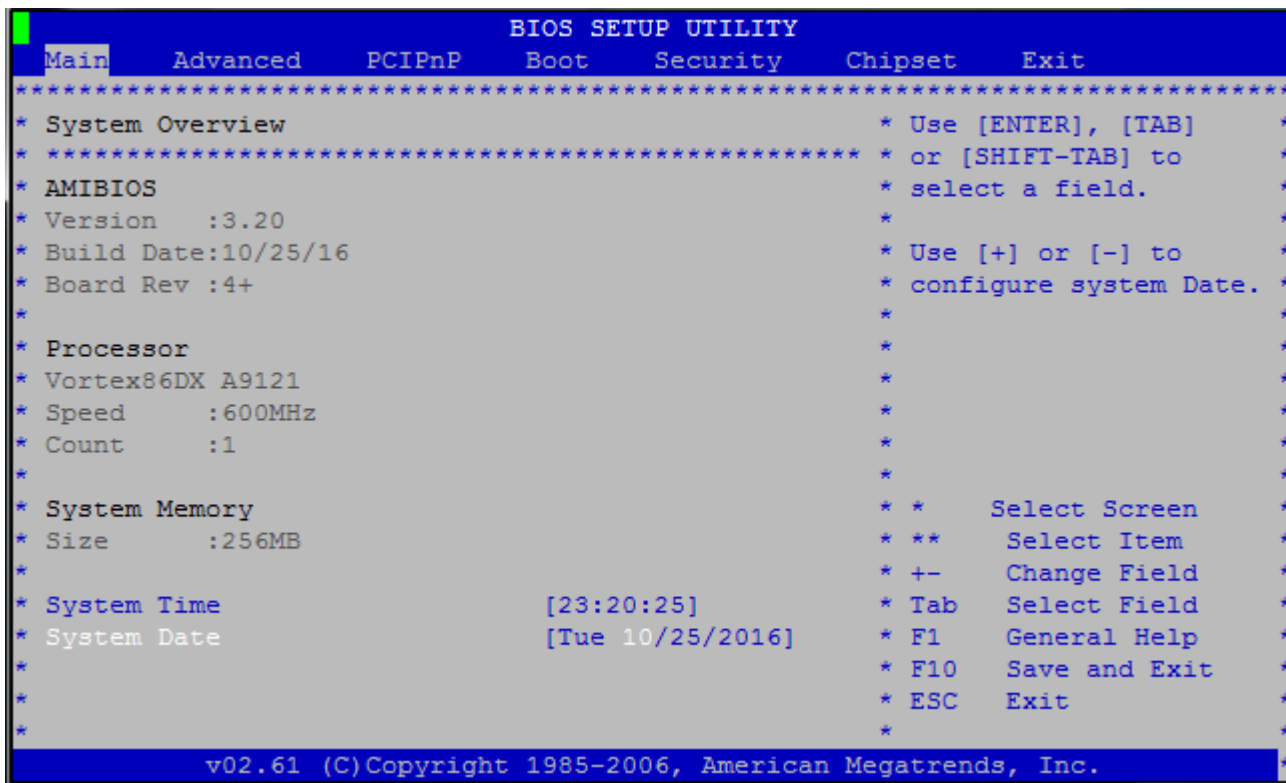 BIOS SETUP UTILITY
Main Advanced PCIPnP Boot Security Chipset Exit
********************************************************************************
* System Overview * Use [ENTER], [TAB] *
* *************************************************** * or [SHIFT-TAB] to *
* AMIBIOS * select a field. *
* Version :3.20 * *
* Build Date:10/25/16 * Use [+] or [-] to *
* Board Rev :4+ * configure system Date. *
* * *
* Processor * *
* Vortex86DX A9121 * *
* Speed :600MHz * *
* Count :1 * *
* * *
* System Memory * * Select Screen *
* Size :256MB * ** Select Item *
* * +- Change Field *
* System Time [23:20:25] * Tab Select Field *
* System Date [Tue 10/25/2016] * F1 General Help *
* * F10 Save and Exit *
* * ESC Exit *
* * *
v02.61 (C)Copyright 1985-2006, American Megatrends, Inc.